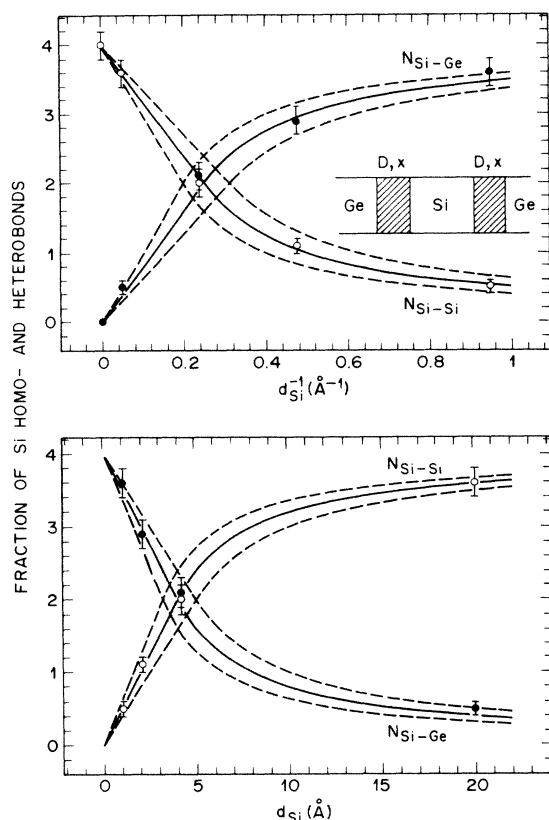 FRACTION OF Si HOMO- AND HETEROBONDS
4
3
2
1
0
N_Si-Ge
D, x D, x
Ge Si Ge
N_Si-Si
0 0.2 0.4 0.6 0.8 1
d_Si^-1 (Å^-1)
4
3
2
1
0
N_Si-Si
N_Si-Ge
0 5 10 15 20
d_Si (Å)